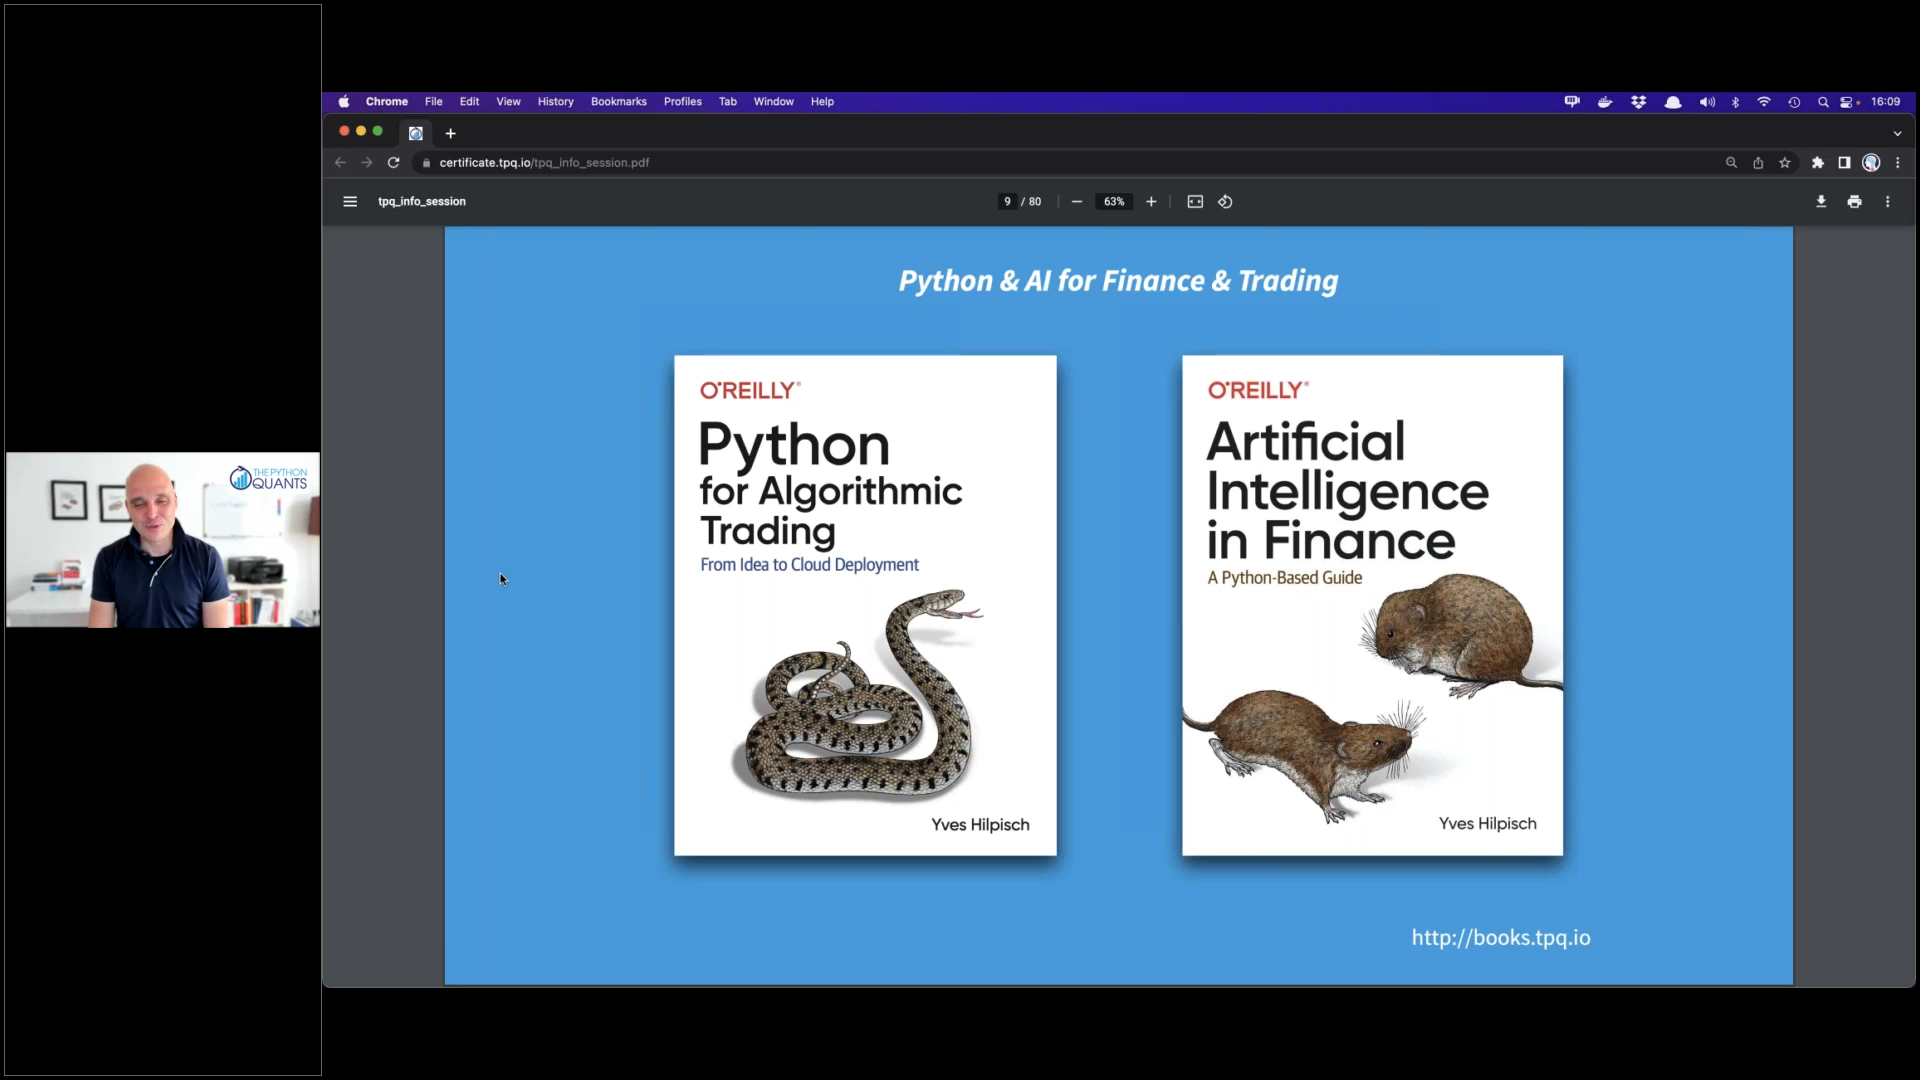 Chrome File Edit View History Bookmarks Profiles Tab Window Help 16:09
certificate.tpq.io/tpq_info_session.pdf
tpq_info_session 9 / 80 63%
Python & AI for Finance & Trading
O'REILLY®
Python
for Algorithmic
Trading
From Idea to Cloud Deployment
Yves Hilpisch
O'REILLY®
Artificial
Intelligence
in Finance
A Python-Based Guide
Yves Hilpisch
http://books.tpq.io
THE PYTHON
QUANTS